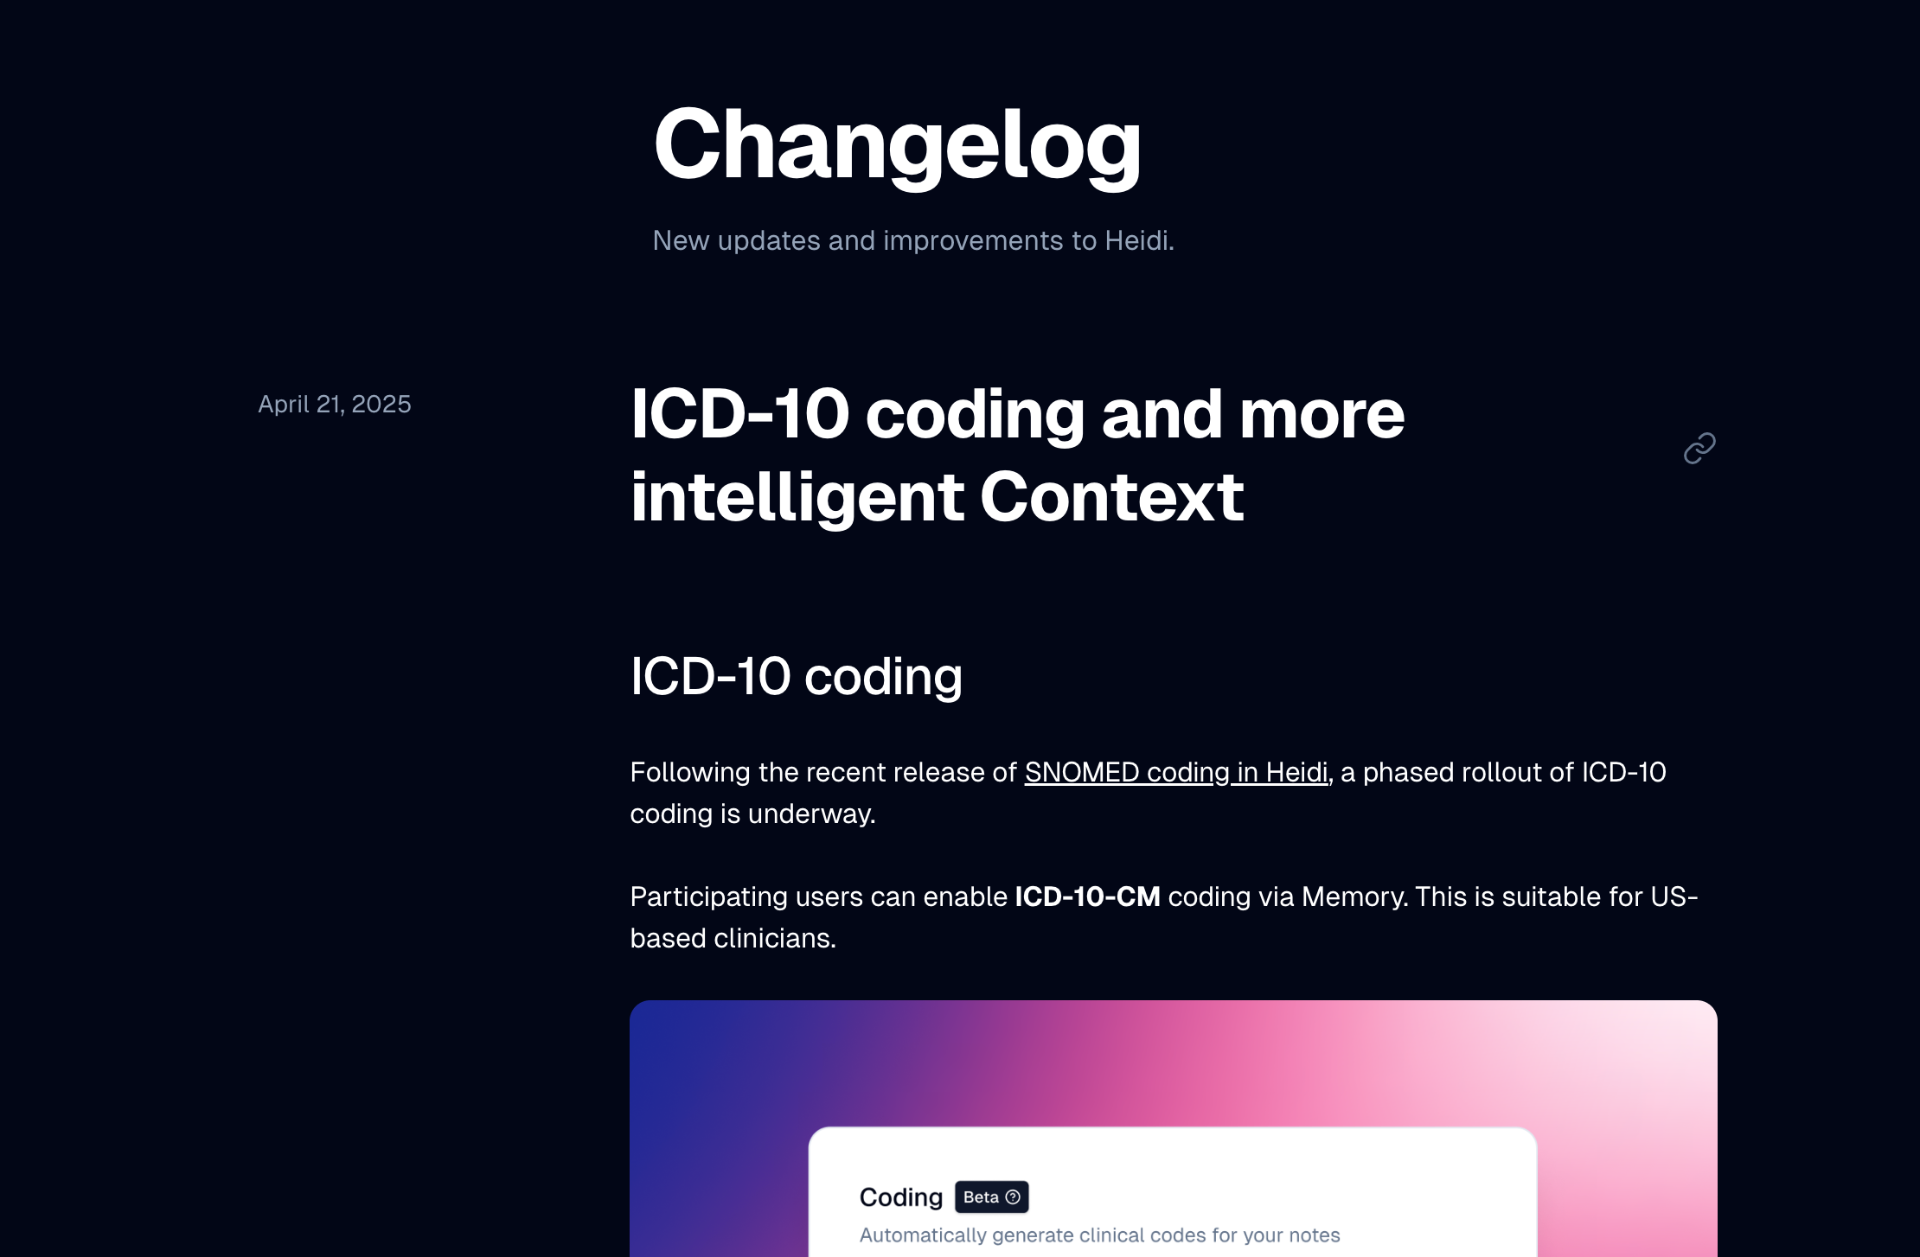 Changelog
New updates and improvements to Heidi.
April 21, 2025
ICD-10 coding and more
intelligent Context
ICD-10 coding
Following the recent release of SNOMED coding in Heidi, a phased rollout of ICD-10
coding is underway.
Participating users can enable ICD-10-CM coding via Memory. This is suitable for US-
based clinicians.
Coding Beta
Automatically generate clinical codes for your notes